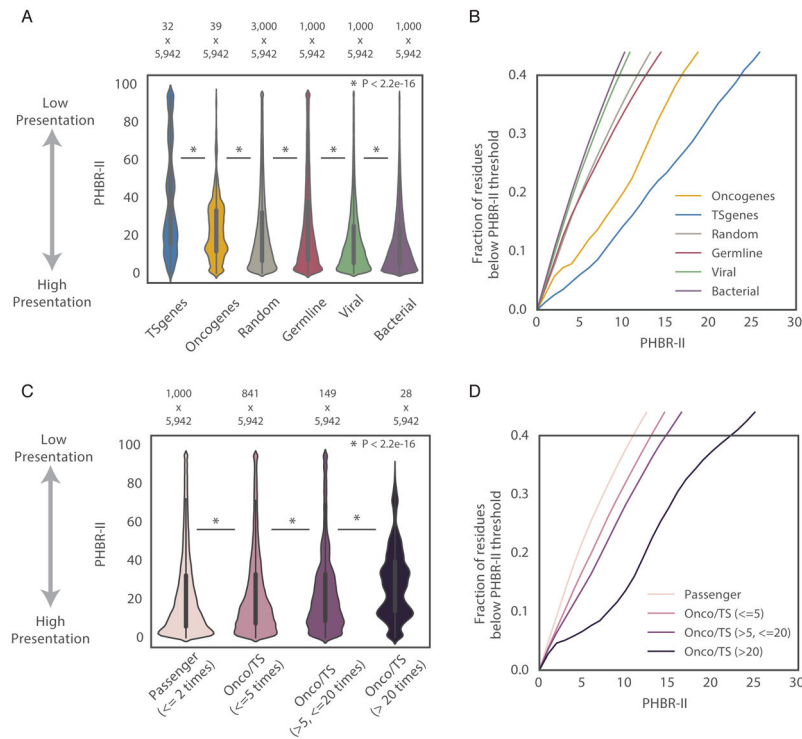 A
32 39 3,000 1,000 1,000 1,000
x x x x x x
5,942 5,942 5,942 5,942 5,942 5,942
* P < 2.2e-16
100
80
60
40
20
0
PHBR-II
Low
Presentation
High
Presentation
* * * * *
TSgenes Oncogenes Random Germline Viral Bacterial
B
0.4
0.3
0.2
0.1
0.0
Fraction of residues
below PHBR-II threshold
Oncogenes
TSgenes
Random
Germline
Viral
Bacterial
0 5 10 15 20 25 30
PHBR-II
C
1,000 841 149 28
x x x x
5,942 5,942 5,942 5,942
* P < 2.2e-16
100
80
60
40
20
0
PHBR-II
Low
Presentation
High
Presentation
* * *
Passenger
(<= 2 times)
Onco/TS
(<=5 times)
Onco/TS
(>5, <=20 times)
Onco/TS
(> 20 times)
D
0.4
0.3
0.2
0.1
0.0
Fraction of residues
below PHBR-II threshold
Passenger
Onco/TS (<=5)
Onco/TS (>5, <=20)
Onco/TS (>20)
0 5 10 15 20 25 30
PHBR-II